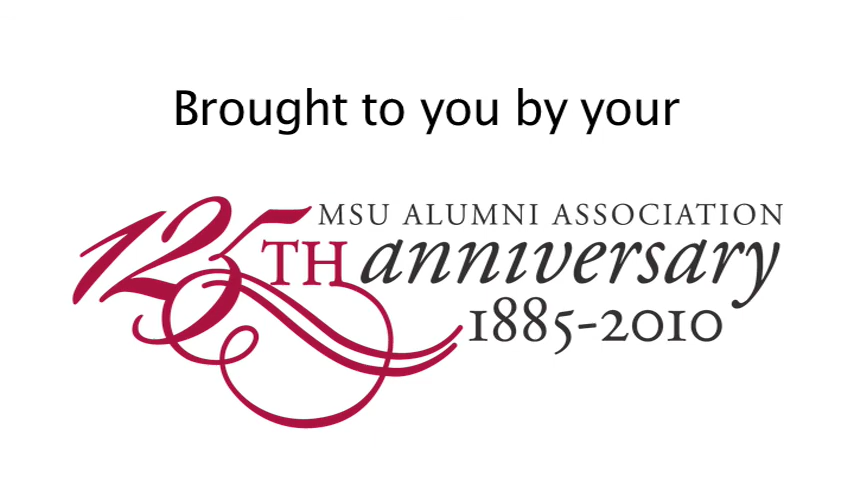 Brought to you by your
125TH
MSU ALUMNI ASSOCIATION
anniversary
1885-2010